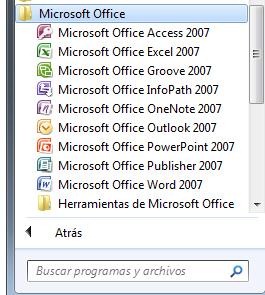 Microsoft Office
Microsoft Office Access 2007
Microsoft Office Excel 2007
Microsoft Office Groove 2007
Microsoft Office InfoPath 2007
Microsoft Office OneNote 2007
Microsoft Office Outlook 2007
Microsoft Office PowerPoint 2007
Microsoft Office Publisher 2007
Microsoft Office Word 2007
Herramientas de Microsoft Office
Atrás
Buscar programas y archivos